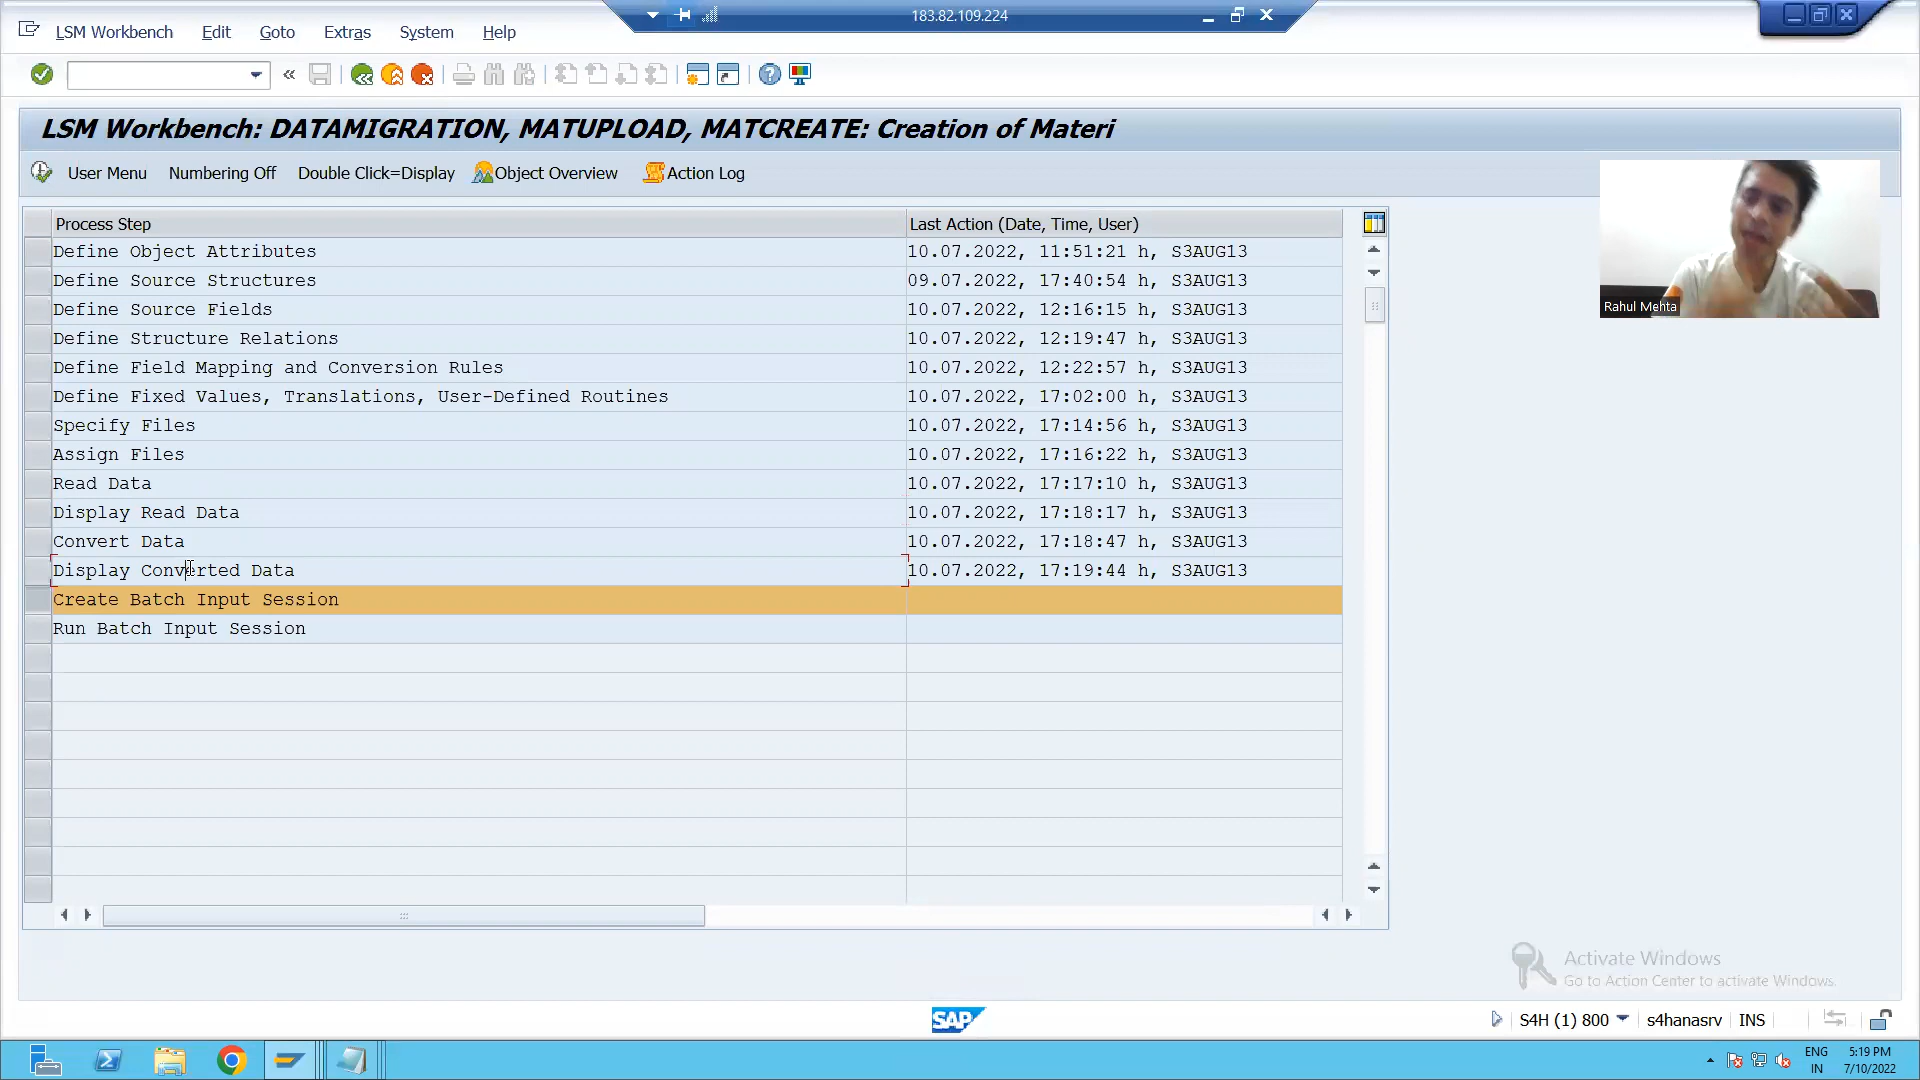 183.82.109.224
LSM Workbench Edit Goto Extras System Help
LSM Workbench: DATAMIGRATION, MATUPLOAD, MATCREATE: Creation of Materi
User Menu Numbering Off Double Click=Display Object Overview Action Log
Process Step Last Action (Date, Time, User)
Define Object Attributes 10.07.2022, 11:51:21 h, S3AUG13
Define Source Structures 09.07.2022, 17:40:54 h, S3AUG13
Define Source Fields 10.07.2022, 12:16:15 h, S3AUG13
Define Structure Relations 10.07.2022, 12:19:47 h, S3AUG13
Define Field Mapping and Conversion Rules 10.07.2022, 12:22:57 h, S3AUG13
Define Fixed Values, Translations, User-Defined Routines 10.07.2022, 17:02:00 h, S3AUG13
Specify Files 10.07.2022, 17:14:56 h, S3AUG13
Assign Files 10.07.2022, 17:16:22 h, S3AUG13
Read Data 10.07.2022, 17:17:10 h, S3AUG13
Display Read Data 10.07.2022, 17:18:17 h, S3AUG13
Convert Data 10.07.2022, 17:18:47 h, S3AUG13
Display Converted Data 10.07.2022, 17:19:44 h, S3AUG13
Create Batch Input Session
Run Batch Input Session
Rahul Mehta
Activate Windows
Go to Action Center to activate Windows.
SAP S4H (1) 800 s4hanasrv INS
ENG 5:19 PM
IN 7/10/2022